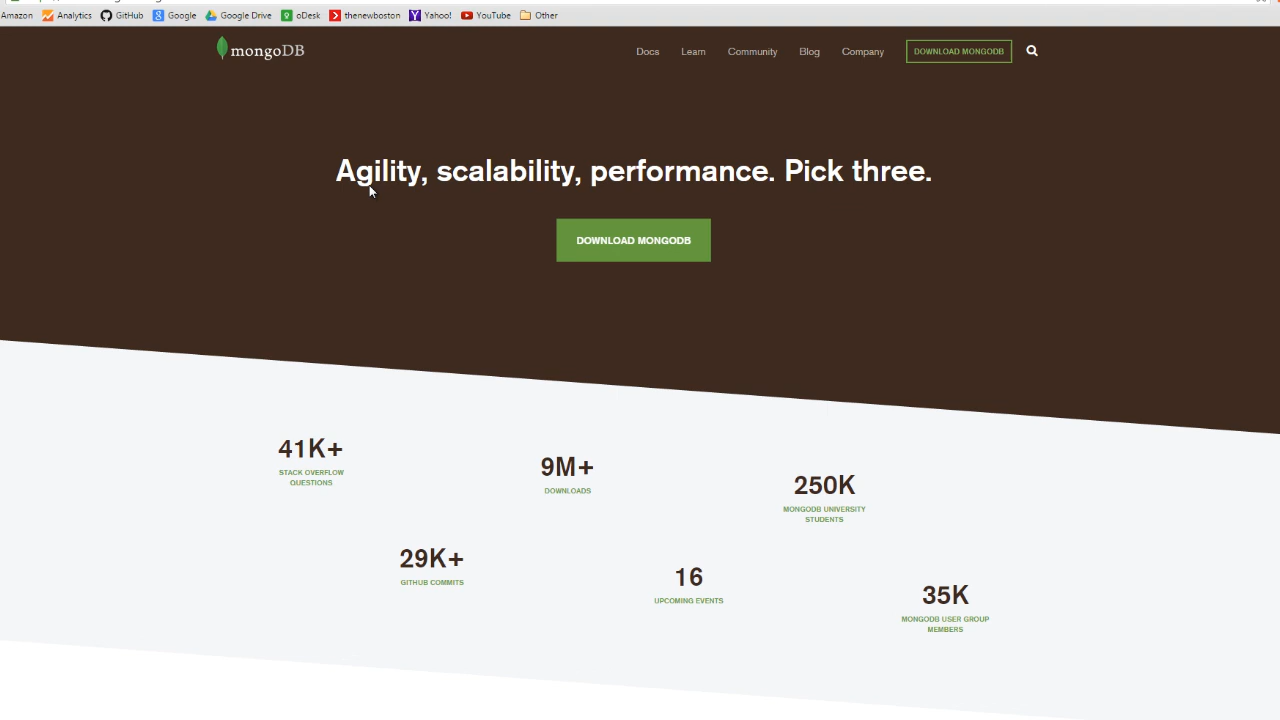 Amazon Analytics GitHub Google Google Drive oDesk thenewboston Yahoo! YouTube Other
mongoDB Docs Learn Community Blog Company DOWNLOAD MONGODB
Agility, scalability, performance. Pick three.
DOWNLOAD MONGODB
41K+
STACK OVERFLOW
QUESTIONS
9M+
DOWNLOADS
250K
MONGODB UNIVERSITY
STUDENTS
29K+
GITHUB COMMITS
16
UPCOMING EVENTS
35K
MONGODB USER GROUP
MEMBERS